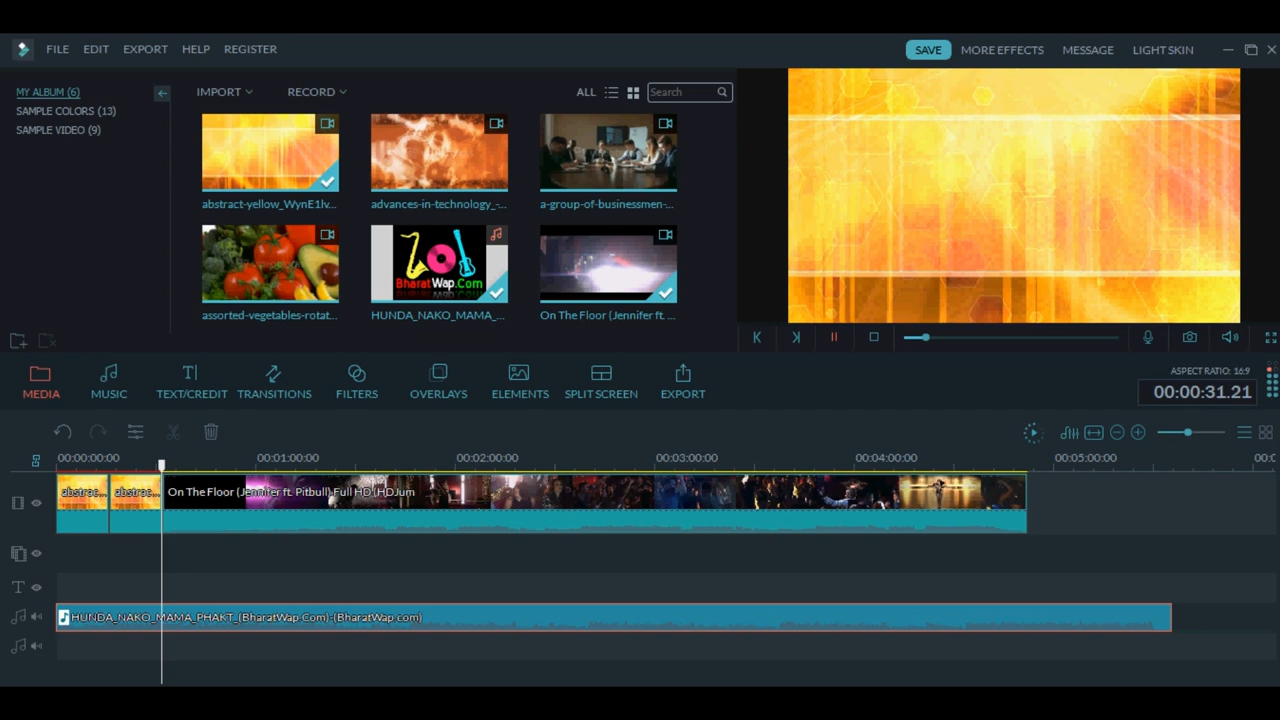 FILE EDIT EXPORT HELP REGISTER SAVE MORE EFFECTS MESSAGE LIGHT SKIN
MY ALBUM (6)
SAMPLE COLORS (13)
SAMPLE VIDEO (9)
IMPORT RECORD ALL Search
abstract-yellow_WynE1lv... advances-in-technology_-... a-group-of-businessmen-...
BharatWap.Com
assorted-vegetables-rotat... HUNDA_NAKO_MAMA_... On The Floor (Jennifer ft. ...
MEDIA MUSIC TEXT/CREDIT TRANSITIONS FILTERS OVERLAYS ELEMENTS SPLIT SCREEN EXPORT
ASPECT RATIO: 16:9
00:00:31.21
00:00:00:00 00:01:00:00 00:02:00:00 00:03:00:00 00:04:00:00 00:05:00:00 00:0
abstrac... abstrac... On The Floor (Jennifer ft. Pitbull) Full HD(HDJum
T
HUNDA_NAKO_MAMA_PHAKT_(BharatWap.Com)-(BharatWap.com)